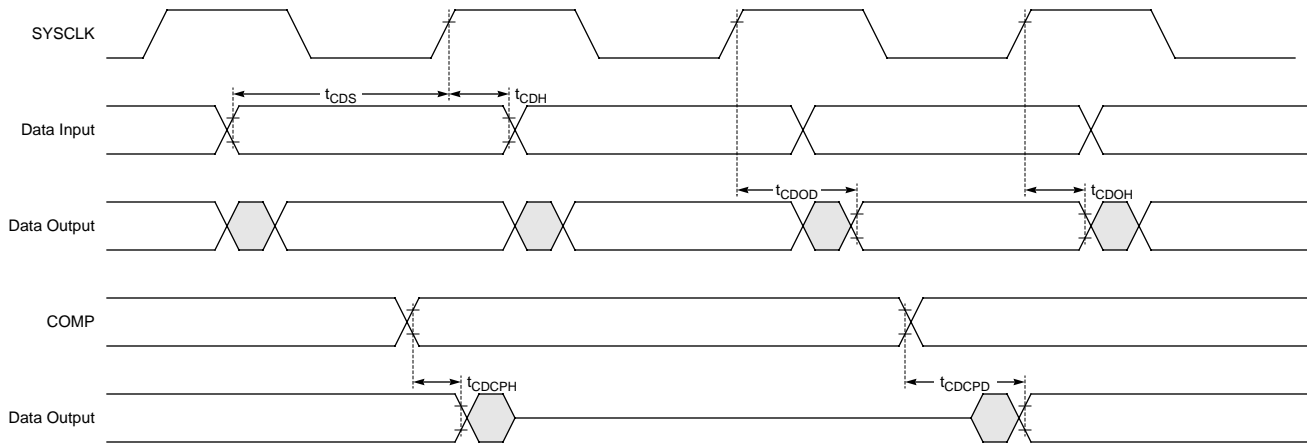 SYSCLK
tCDS
tCDH
Data Input
tCDOD
tCDOH
Data Output
COMP
tCDCPH
tCDCPD
Data Output